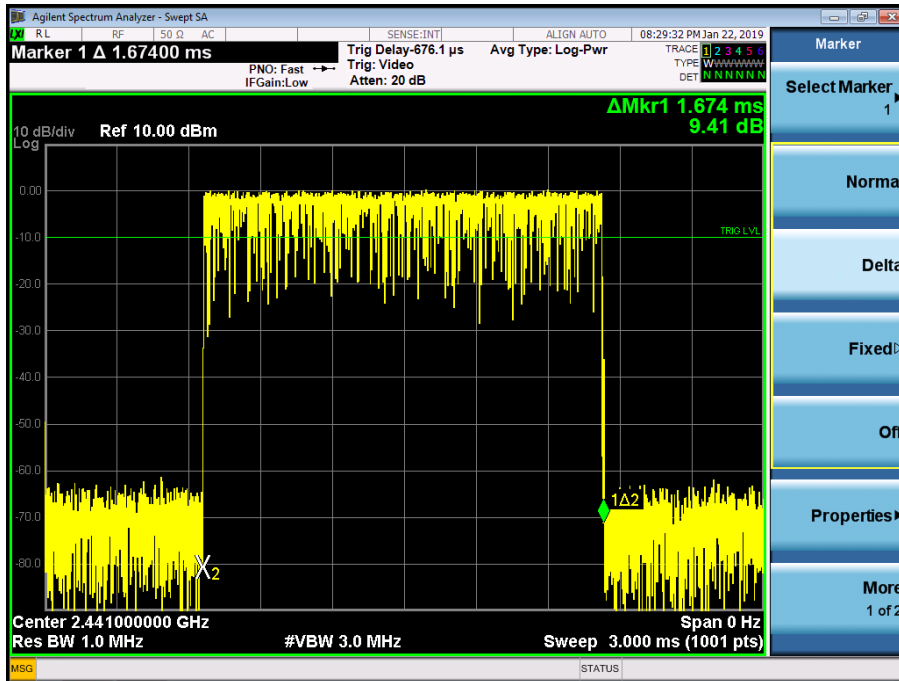 Agilent Spectrum Analyzer - Swept SA
LXI RL RF 50 Ω AC SENSE:INT ALIGN AUTO 08:29:32 PM Jan 22, 2019
Marker 1 Δ 1.67400 ms
PNO: Fast
IFGain:Low
Trig Delay-676.1 µs
Trig: Video
Atten: 20 dB
Avg Type: Log-Pwr
TRACE 1 2 3 4 5 6
TYPE WWWWWW
DET N N N N N N
ΔMkr1 1.674 ms
9.41 dB
10 dB/div Ref 10.00 dBm
Log
0.00
-10.0
TRIG LVL
-20.0
-30.0
-40.0
-50.0
-60.0
-70.0
-80.0
1Δ2
X2
Center 2.441000000 GHz Span 0 Hz
Res BW 1.0 MHz #VBW 3.0 MHz Sweep 3.000 ms (1001 pts)
MSG STATUS
Marker
Select Marker
1
Norma
Delta
Fixed
Off
Properties
More
1 of 2